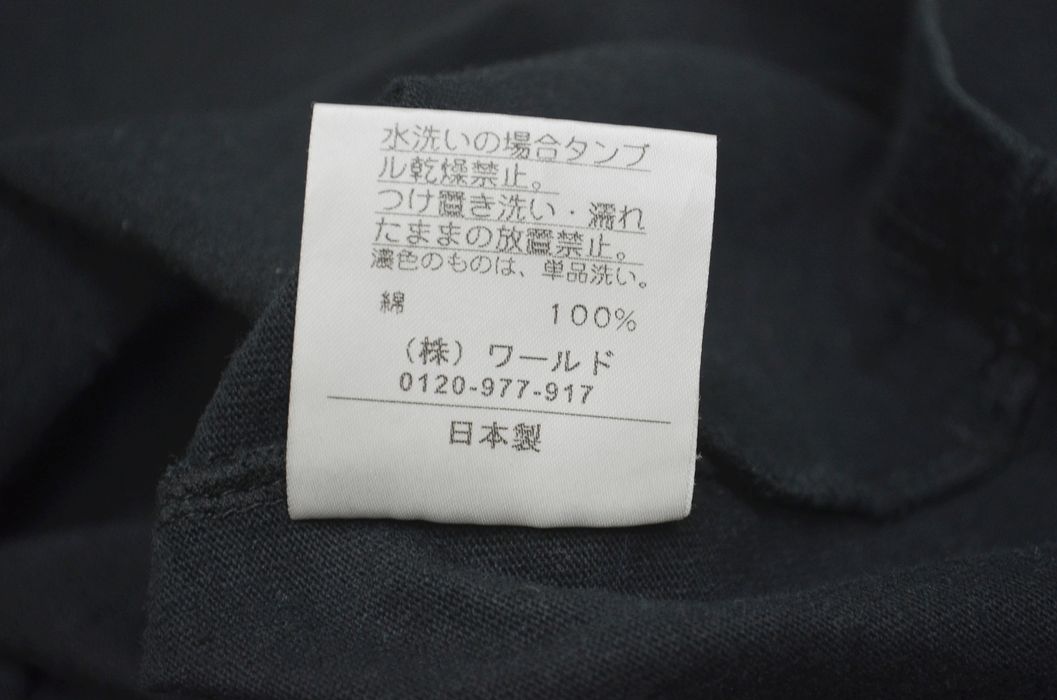 水洗いの場合タンブ
ル乾燥禁止。
つけ置き洗い・濡れ
たままの放置禁止。
濃色のものは、単品洗い。
綿 100%
（株）ワールド
0120-977-917
日本製